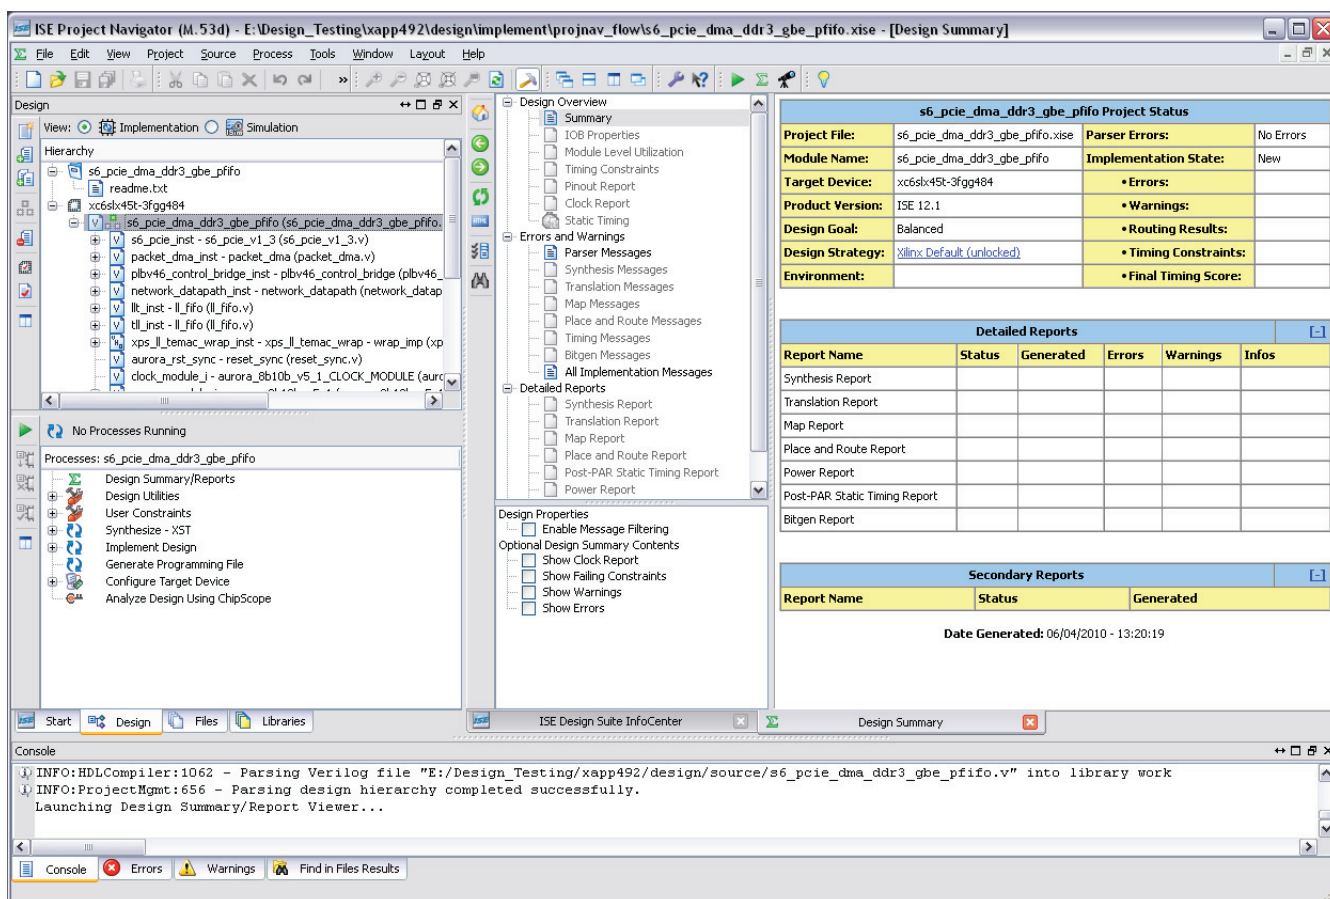 ISE Project Navigator (M.53d) - E:\Design_Testing\xapp492\design\implement\projnav_flow\s6_pcie_dma_ddr3_gbe_pfifo.xise - [Design Summary]
File Edit View Project Source Process Tools Window Layout Help
Design
View: Implementation Simulation
Hierarchy
s6_pcie_dma_ddr3_gbe_pfifo
readme.txt
xc6slx45t-3fgg484
s6_pcie_dma_ddr3_gbe_pfifo (s6_pcie_dma_ddr3_gbe_pfifo.
s6_pcie_inst - s6_pcie_v1_3 (s6_pcie_v1_3.v)
packet_dma_inst - packet_dma (packet_dma.v)
plbv46_control_bridge_inst - plbv46_control_bridge (plbv46_
network_datapath_inst - network_datapath (network_datap
llt_inst - ll_fifo (ll_fifo.v)
tll_inst - ll_fifo (ll_fifo.v)
xps_ll_temac_wrap_inst - xps_ll_temac_wrap - wrap_imp (xp
aurora_rst_sync - reset_sync (reset_sync.v)
clock_module_i - aurora_8b10b_v5_1_CLOCK_MODULE (auro
No Processes Running
Processes: s6_pcie_dma_ddr3_gbe_pfifo
Design Summary/Reports
Design Utilities
User Constraints
Synthesize - XST
Implement Design
Generate Programming File
Configure Target Device
Analyze Design Using ChipScope
Start Design Files Libraries
Design Overview
Summary
IOB Properties
Module Level Utilization
Timing Constraints
Pinout Report
Clock Report
Static Timing
Errors and Warnings
Parser Messages
Synthesis Messages
Translation Messages
Map Messages
Place and Route Messages
Timing Messages
Bitgen Messages
All Implementation Messages
Detailed Reports
Synthesis Report
Translation Report
Map Report
Place and Route Report
Post-PAR Static Timing Report
Power Report
Design Properties
Enable Message Filtering
Optional Design Summary Contents
Show Clock Report
Show Failing Constraints
Show Warnings
Show Errors
s6_pcie_dma_ddr3_gbe_pfifo Project Status
Project File: s6_pcie_dma_ddr3_gbe_pfifo.xise Parser Errors: No Errors
Module Name: s6_pcie_dma_ddr3_gbe_pfifo Implementation State: New
Target Device: xc6slx45t-3fgg484 •Errors:
Product Version: ISE 12.1 •Warnings:
Design Goal: Balanced •Routing Results:
Design Strategy: Xilinx Default (unlocked) •Timing Constraints:
Environment: •Final Timing Score:
Detailed Reports [-]
Report Name Status Generated Errors Warnings Infos
Synthesis Report
Translation Report
Map Report
Place and Route Report
Power Report
Post-PAR Static Timing Report
Bitgen Report
Secondary Reports [-]
Report Name Status Generated
Date Generated: 06/04/2010 - 13:20:19
ISE Design Suite InfoCenter Design Summary
Console
INFO:HDLCompiler:1062 - Parsing Verilog file "E:/Design_Testing/xapp492/design/source/s6_pcie_dma_ddr3_gbe_pfifo.v" into library work
INFO:ProjectMgmt:656 - Parsing design hierarchy completed successfully.
Launching Design Summary/Report Viewer...
Console Errors Warnings Find in Files Results